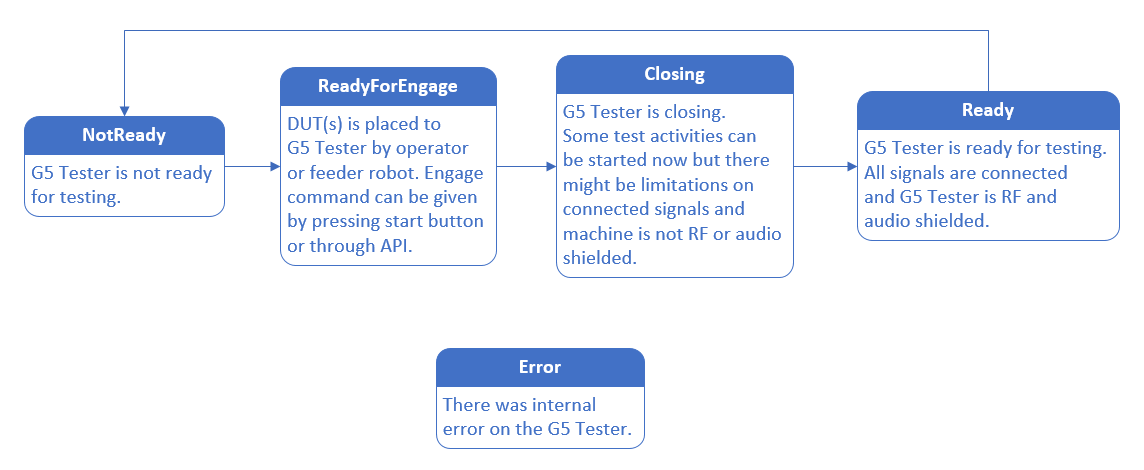 NotReady
G5 Tester is not ready
for testing.
ReadyForEngage
DUT(s) is placed to
G5 Tester by operator
or feeder robot. Engage
command can be given
by pressing start button
or through API.
Closing
G5 Tester is closing.
Some test activities can
be started now but there
might be limitations on
connected signals and
machine is not RF or audio
shielded.
Ready
G5 Tester is ready for testing.
All signals are connected
and G5 Tester is RF and
audio shielded.
Error
There was internal
error on the G5 Tester.